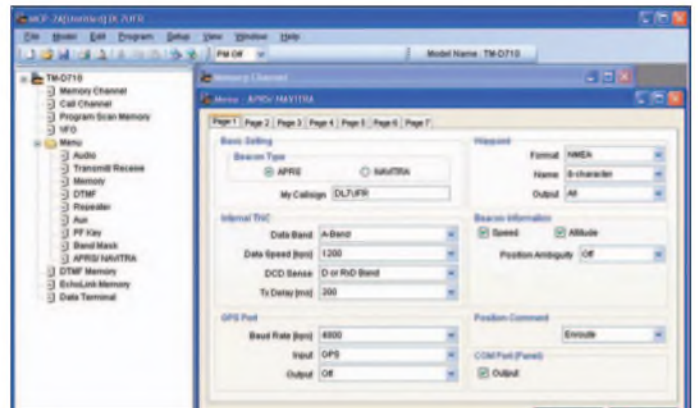 MCP-2A[Untitled] DL7UFR
File Model Edit Program Setup View Window Help
PM Off
Model Name : TM-D710
TM-D710
Memory Channel
Call Channel
Program Scan Memory
VFO
Menu
Audio
Transmit Receive
Memory
DTMF
Repeater
Aux
PF Key
Band Mask
APRS/ NAVITRA
DTMF Memory
EchoLink Memory
Data Terminal
Memory Channel
Menu - APRS/ NAVITRA
Page 1 Page 2 Page 3 Page 4 Page 5 Page 6 Page 7
Basic Setting
Beacon Type
APRS NAVITRA
My Callsign DL7UFR
Internal TNC
Data Band A-Band
Data Speed [bps] 1200
DCD Sense D or RxD Band
Tx Delay [ms] 200
GPS Port
Baud Rate [bps] 4800
Input GPS
Output Off
Waypoint
Format NMEA
Name 8-character
Output All
Beacon Information
Speed Altitude
Position Ambiguity Off
Position Comment
Enroute
COM Port (Panel)
Output